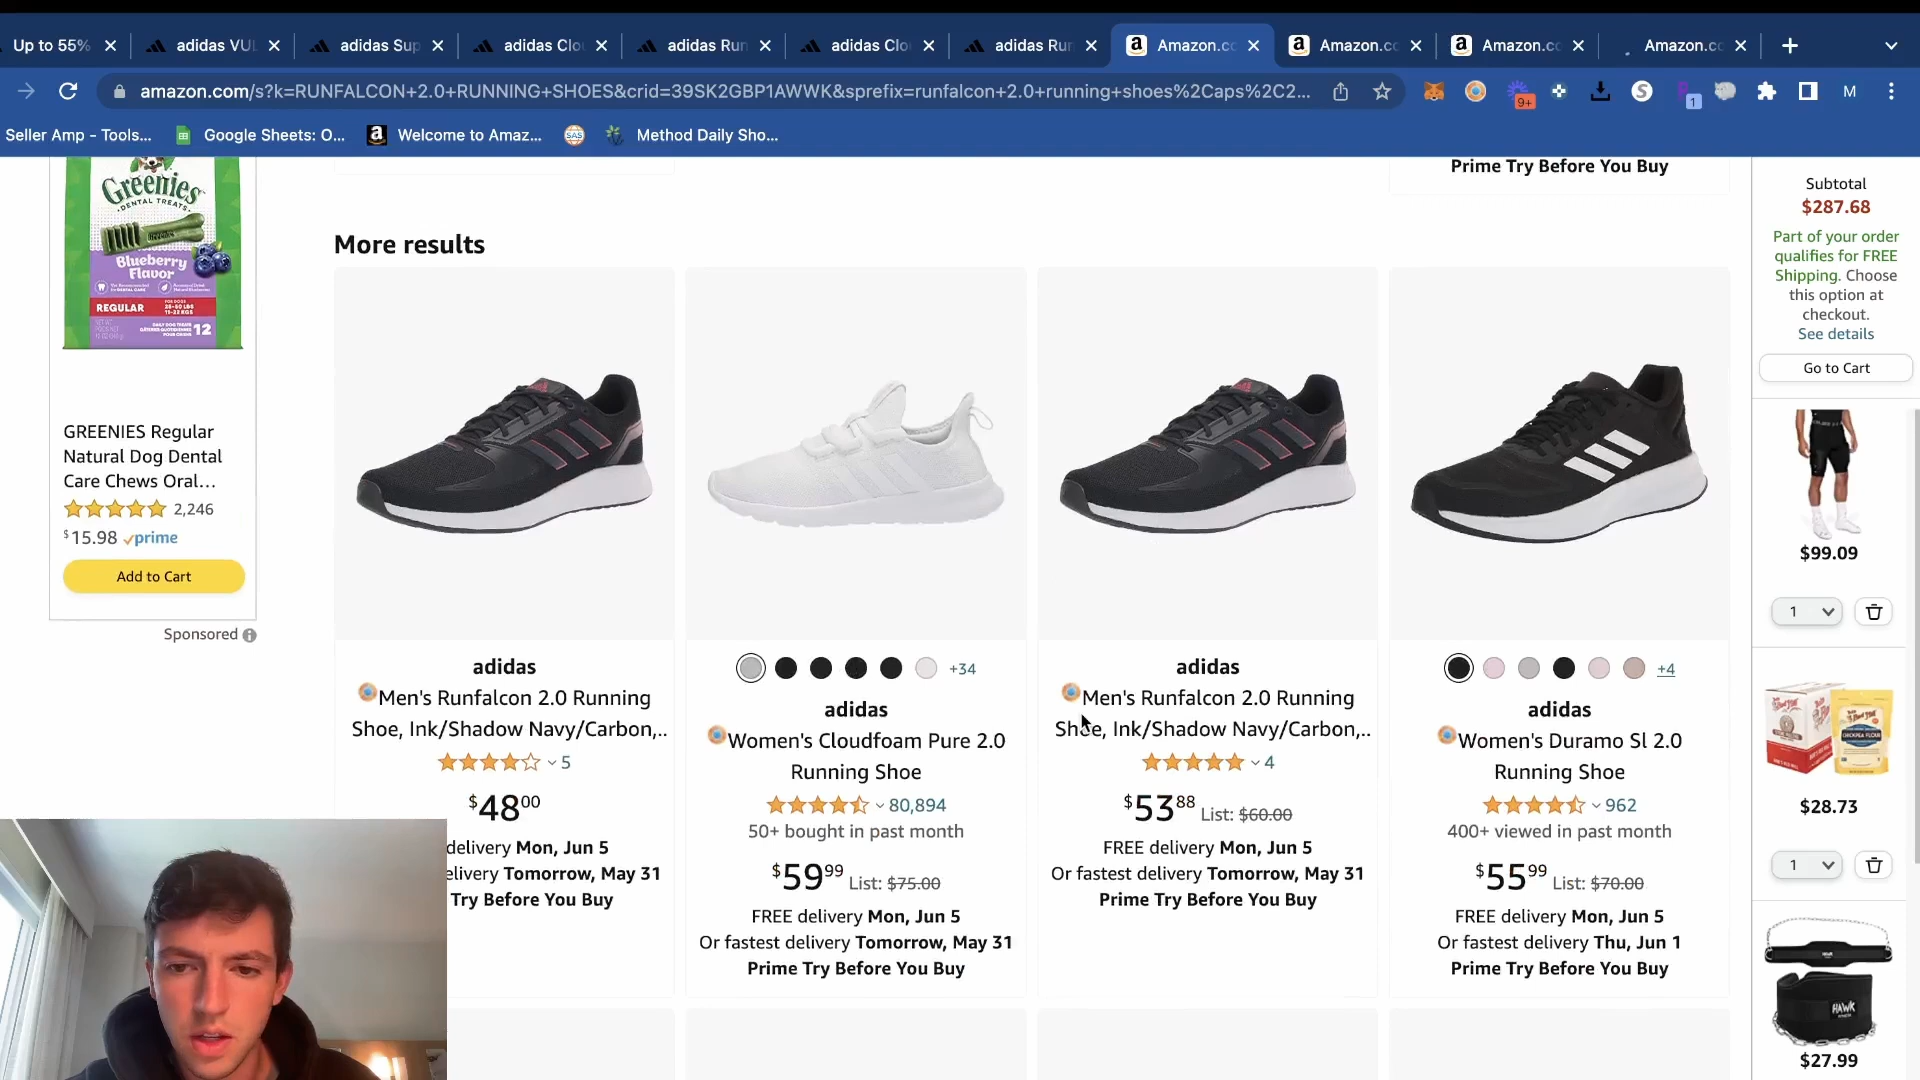 Up to 55%
adidas VUL
adidas Sup
adidas Clo
adidas Run
adidas Clo
adidas Run
Amazon.co
Amazon.co
Amazon.co
Amazon.co
amazon.com/s?k=RUNFALCON+2.0+RUNNING+SHOES&crid=39SK2GBP1AWWK&sprefix=runfalcon+2.0+running+shoes%2Caps%2C2...
9+
1
M
Seller Amp - Tools...
Google Sheets: O...
Welcome to Amaz...
SAS
Method Daily Sho...
Greenies
DENTAL TREATS
Blueberry
Flavor
REGULAR
12
GREENIES Regular
Natural Dog Dental
Care Chews Oral...
2,246
$15.98 prime
Add to Cart
Sponsored
Prime Try Before You Buy
More results
adidas
Men's Runfalcon 2.0 Running
Shoe, Ink/Shadow Navy/Carbon,..
5
$48 00
delivery Mon, Jun 5
elivery Tomorrow, May 31
Try Before You Buy
+34
adidas
Women's Cloudfoam Pure 2.0
Running Shoe
80,894
50+ bought in past month
$59 99 List: $75.00
FREE delivery Mon, Jun 5
Or fastest delivery Tomorrow, May 31
Prime Try Before You Buy
adidas
Men's Runfalcon 2.0 Running
Shoe, Ink/Shadow Navy/Carbon,..
4
$53 88 List: $60.00
FREE delivery Mon, Jun 5
Or fastest delivery Tomorrow, May 31
Prime Try Before You Buy
+4
adidas
Women's Duramo Sl 2.0
Running Shoe
962
400+ viewed in past month
$55 99 List: $70.00
FREE delivery Mon, Jun 5
Or fastest delivery Thu, Jun 1
Prime Try Before You Buy
Subtotal
$287.68
Part of your order
qualifies for FREE
Shipping. Choose
this option at
checkout.
See details
Go to Cart
$99.09
1
$28.73
1
HAWK
$27.99